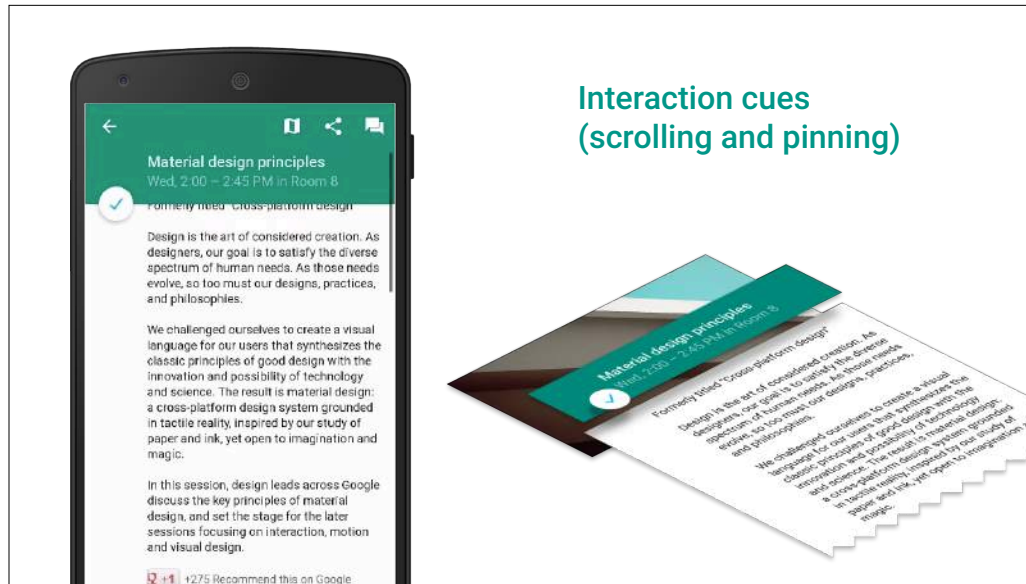 Interaction cues
(scrolling and pinning)
Material design principles
Wed, 2:00 – 2:45 PM in Room 8
Formerly titled "Cross-platform design"
Design is the art of considered creation. As
designers, our goal is to satisfy the diverse
spectrum of human needs. As those needs
evolve, so too must our designs, practices,
and philosophies.
We challenged ourselves to create a visual
language for our users that synthesizes the
classic principles of good design with the
innovation and possibility of technology
and science. The result is material design:
a cross-platform design system grounded
in tactile reality, inspired by our study of
paper and ink, yet open to imagination and
magic.
In this session, design leads across Google
discuss the key principles of material
design, and set the stage for the later
sessions focusing on interaction, motion
and visual design.
+1 +275 Recommend this on Google
Material design principles
Wed, 2:00 – 2:45 PM in Room 8
Formerly titled "Cross-platform design"
Design is the art of considered creation. As
designers, our goal is to satisfy the diverse
spectrum of human needs. As those needs
evolve, so too must our designs, practices,
and philosophies.
We challenged ourselves to create a visual
language for our users that synthesizes the
classic principles of good design with the
innovation and possibility of technology
and science. The result is material design:
a cross-platform design system grounded
in tactile reality, inspired by our study of
paper and ink, yet open to imagination
magic.